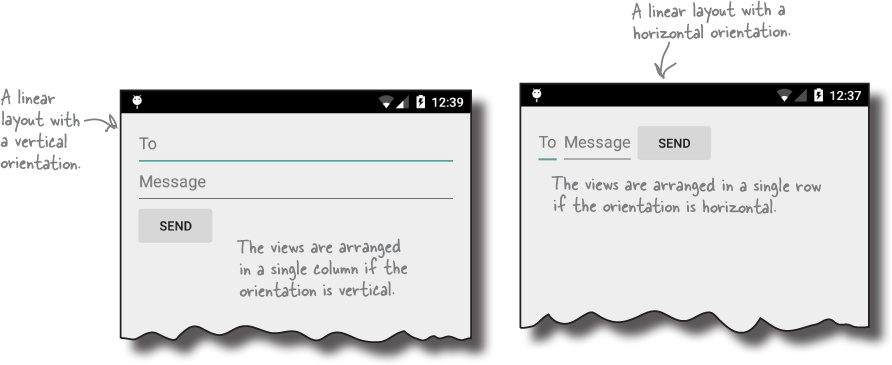 A linear
layout with
a vertical
orientation.
12:39
To
Message
SEND
The views are arranged
in a single column if the
orientation is vertical.
A linear layout with a
horizontal orientation.
12:37
To Message SEND
The views are arranged in a single row
if the orientation is horizontal.